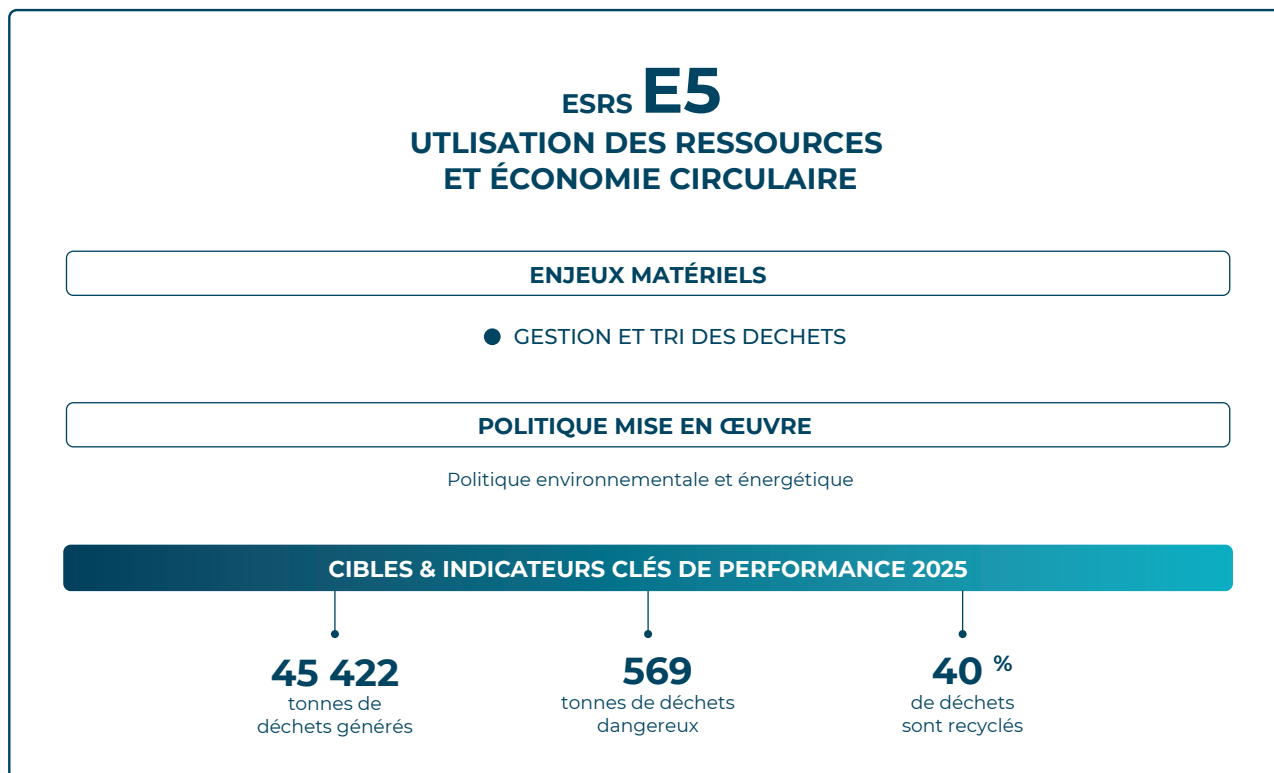 ESRS E5
UTLISATION DES RESSOURCES
ET ÉCONOMIE CIRCULAIRE
ENJEUX MATÉRIELS
● GESTION ET TRI DES DECHETS
POLITIQUE MISE EN ŒUVRE
Politique environnementale et énergétique
CIBLES & INDICATEURS CLÉS DE PERFORMANCE 2025
45 422
tonnes de
déchets générés
569
tonnes de déchets
dangereux
40 %
de déchets
sont recyclés